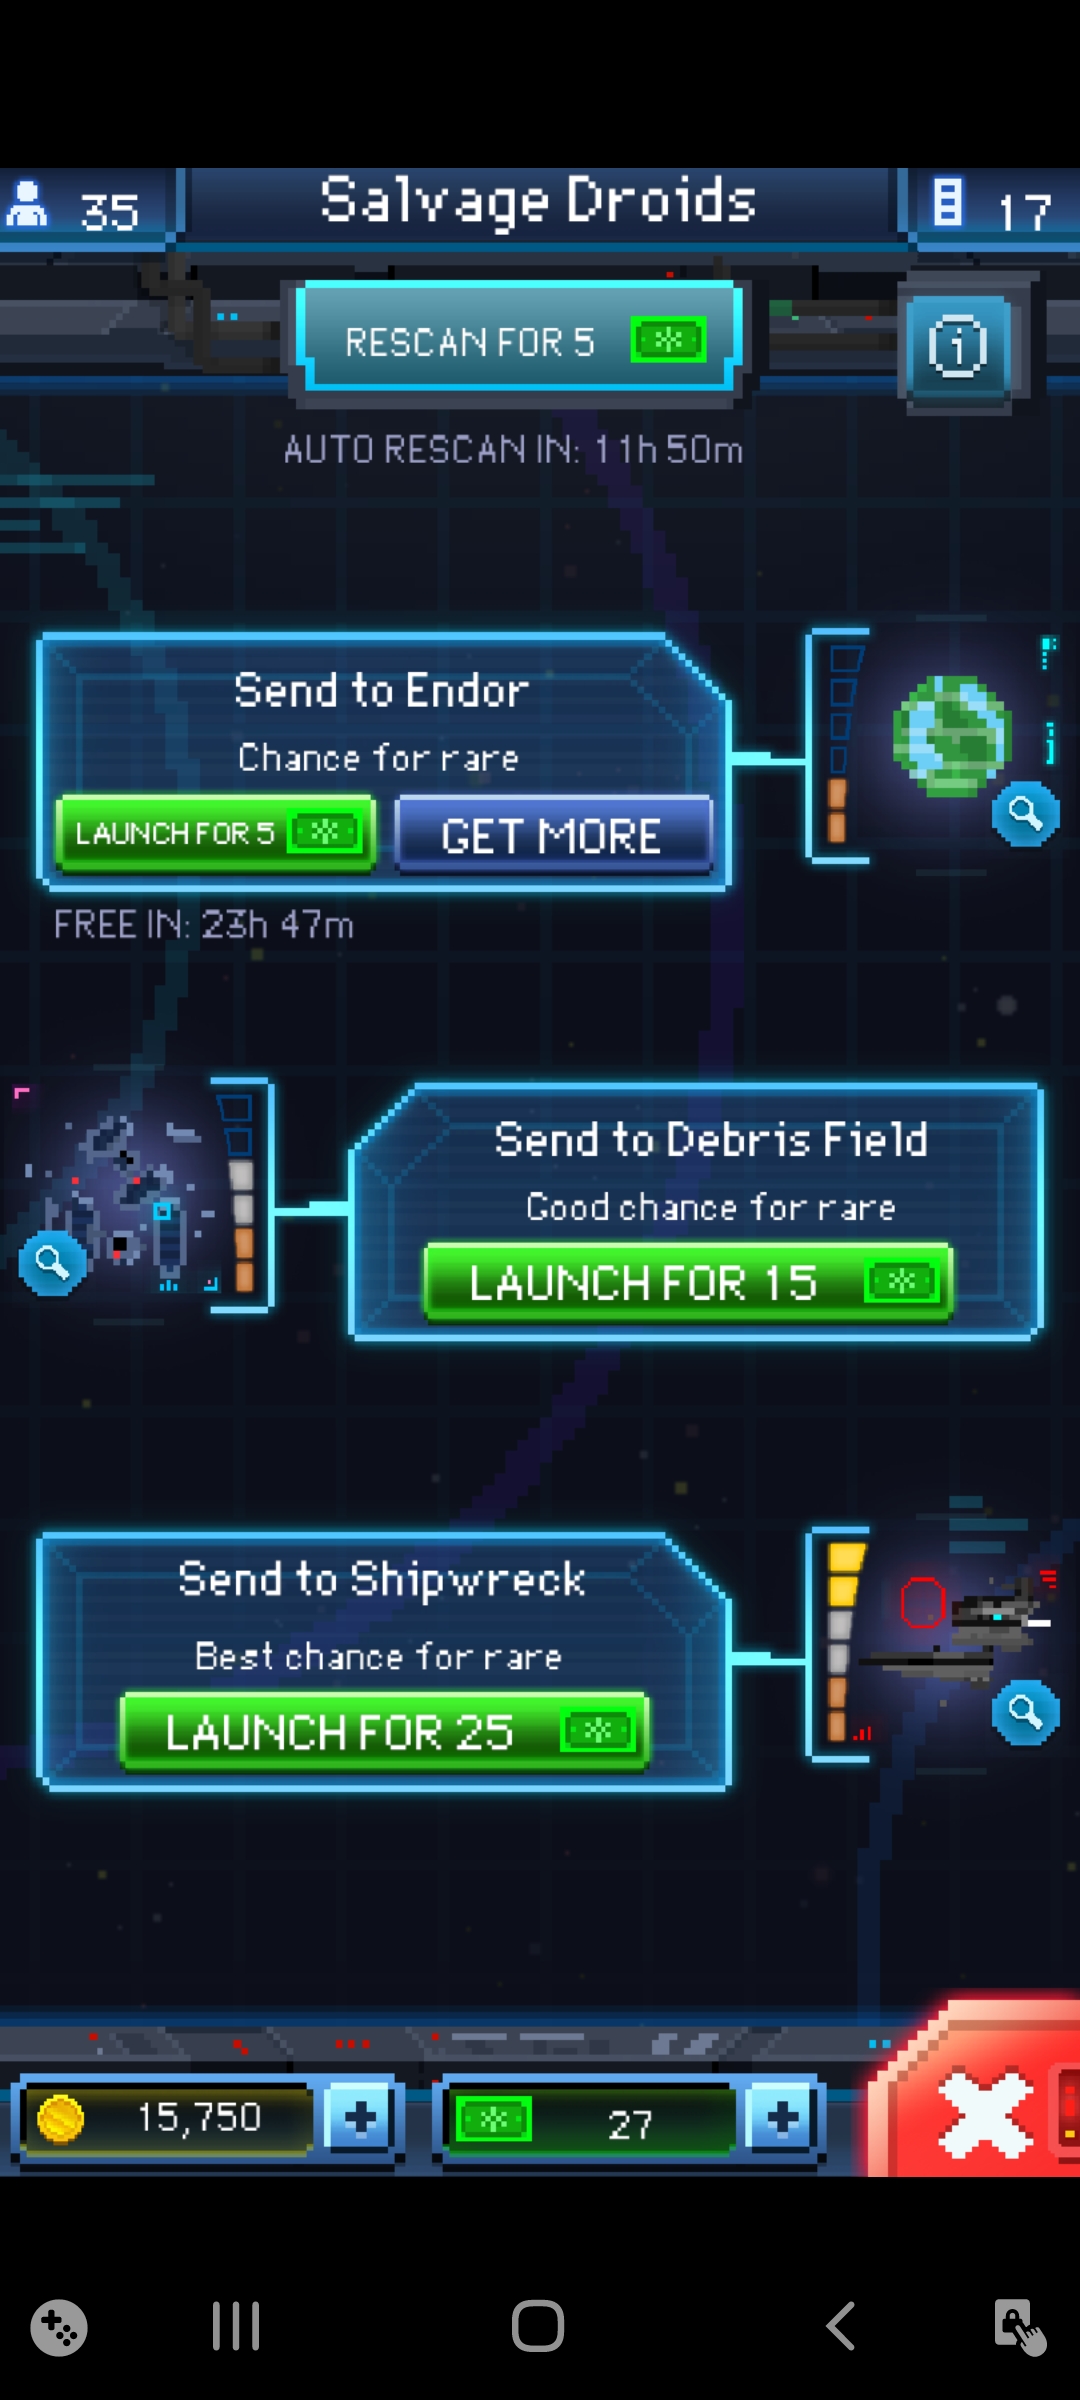 35
Salvage Droids
17
RESCAN FOR 5
AUTO RESCAN IN: 11h 50m
Send to Endor
Chance for rare
LAUNCH FOR 5
GET MORE
FREE IN: 23h 47m
Send to Debris Field
Good chance for rare
LAUNCH FOR 15
Send to Shipwreck
Best chance for rare
LAUNCH FOR 25
15,750
27